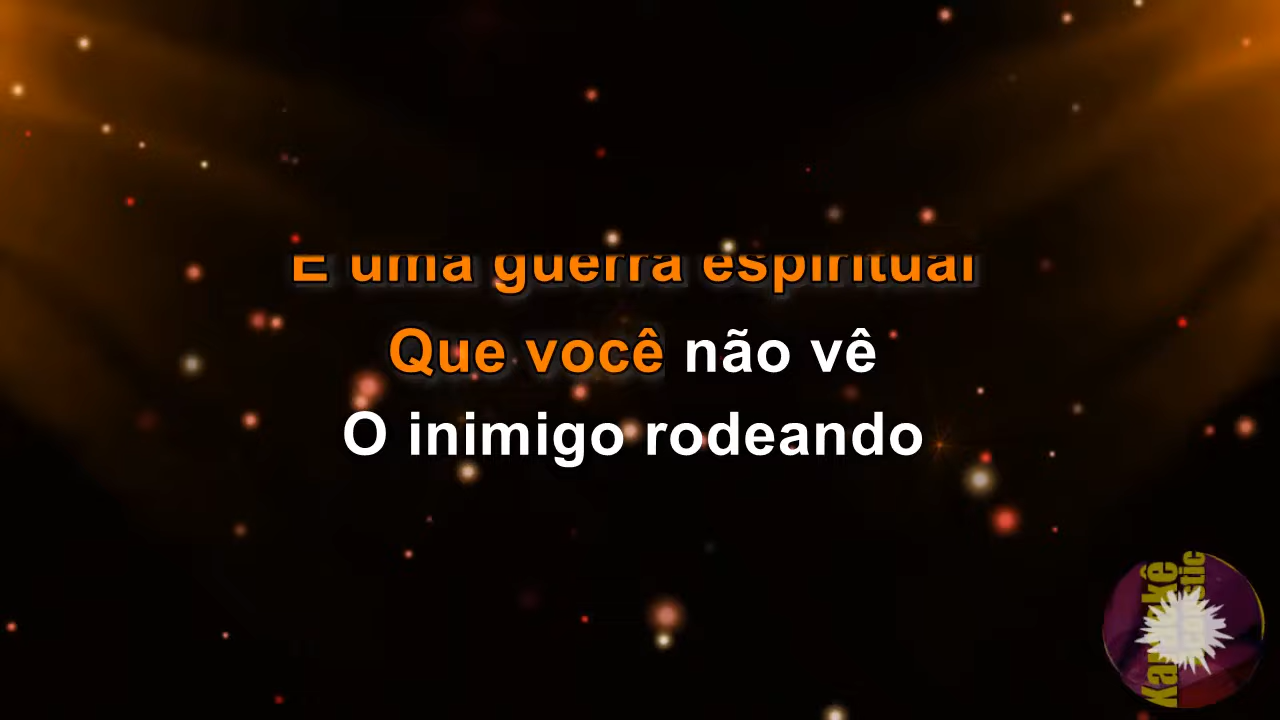 É uma guerra espiritual
Que você não vê
O inimigo rodeando